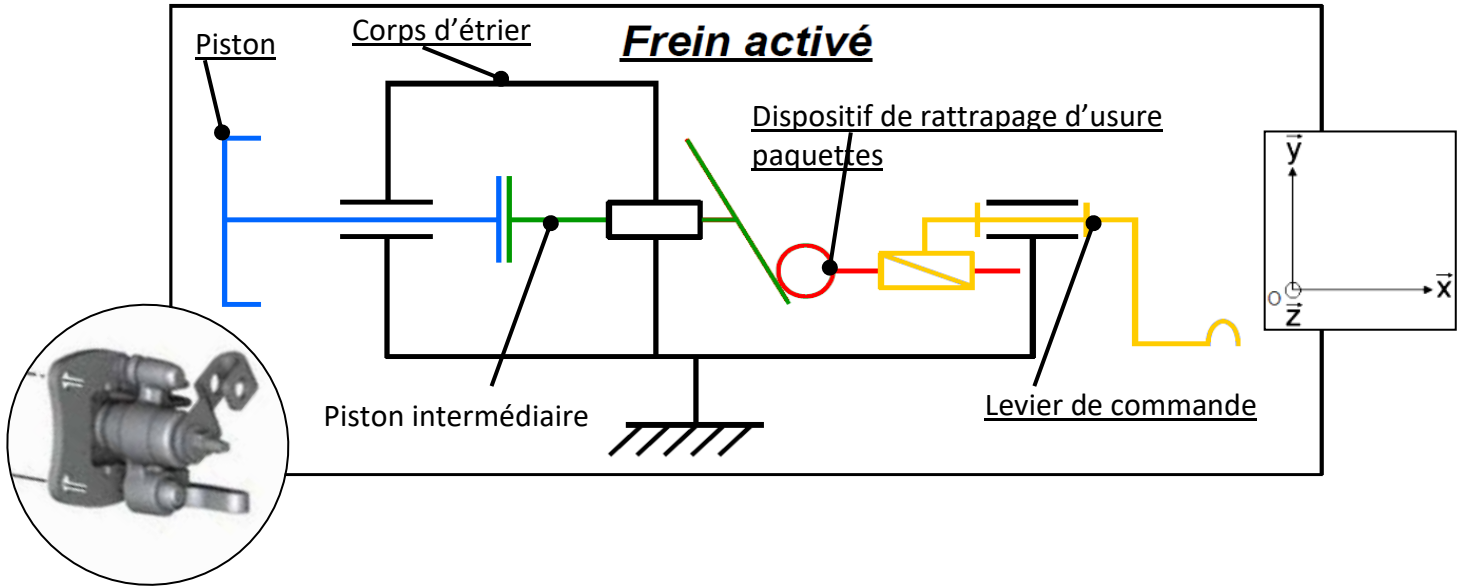 Frein activé
Corps d’étrier
Piston
Dispositif de rattrapage d’usure
paquettes
y
o
z
x
Piston intermédiaire
Levier de commande